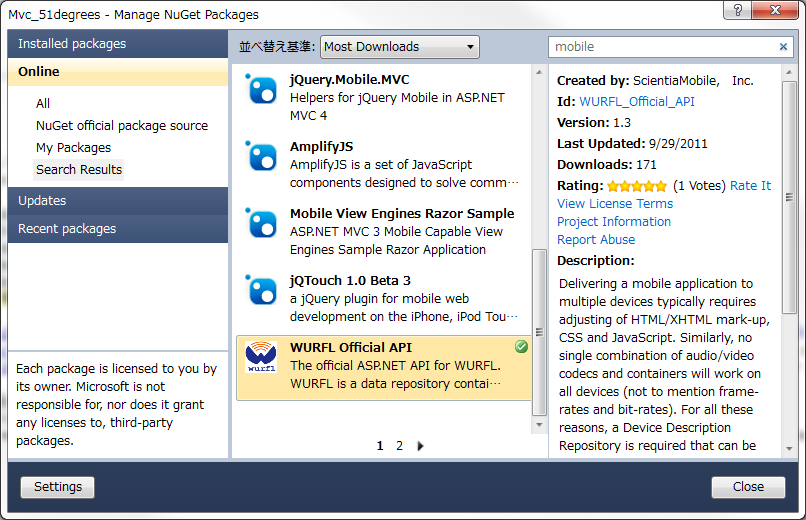 Mvc_51degrees - Manage NuGet Packages
Installed packages
Online
All
NuGet official package source
My Packages
Search Results
Updates
Recent packages
Each package is licensed to you by
its owner. Microsoft is not
responsible for, nor does it grant
any licenses to, third-party
packages.
並べ替え基準: Most Downloads
jQuery.Mobile.MVC
Helpers for jQuery Mobile in ASP.NET
MVC 4
AmplifyJS
AmplifyJS is a set of JavaScript
components designed to solve comm…
Mobile View Engines Razor Sample
ASP.NET MVC 3 Mobile Capable View
Engines Sample Razor Application
jQTouch 1.0 Beta 3
a jQuery plugin for mobile web
development on the iPhone, iPod Tou…
wurfl
WURFL Official API
The official ASP.NET API for WURFL.
WURFL is a data repository contai…
1 2
mobile
Created by: ScientiaMobile, Inc.
Id: WURFL_Official_API
Version: 1.3
Last Updated: 9/29/2011
Downloads: 171
Rating: (1 Votes) Rate It
View License Terms
Project Information
Report Abuse
Description:
Delivering a mobile application to
multiple devices typically requires
adjusting of HTML/XHTML mark-up,
CSS and JavaScript. Similarly, no
single combination of audio/video
codecs and containers will work on
all devices (not to mention frame-
rates and bit-rates). For all these
reasons, a Device Description
Repository is required that can be
Settings
Close